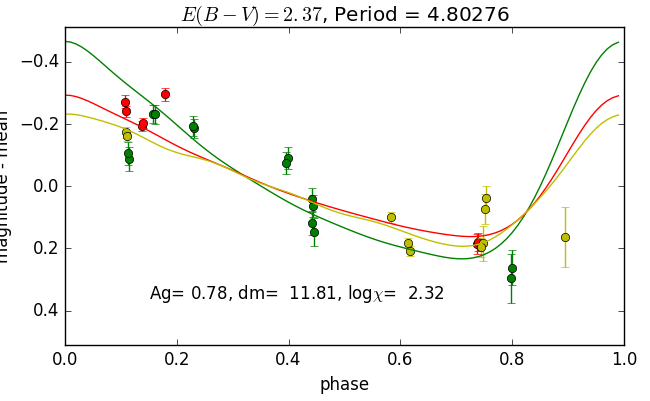 E(B − V) = 2.37, Period = 4.80276
magnitude - mean
−0.4
−0.2
0.0
0.2
0.4
Ag= 0.78, dm=  11.81, logχ=  2.32
0.0 0.2 0.4 0.6 0.8 1.0
phase